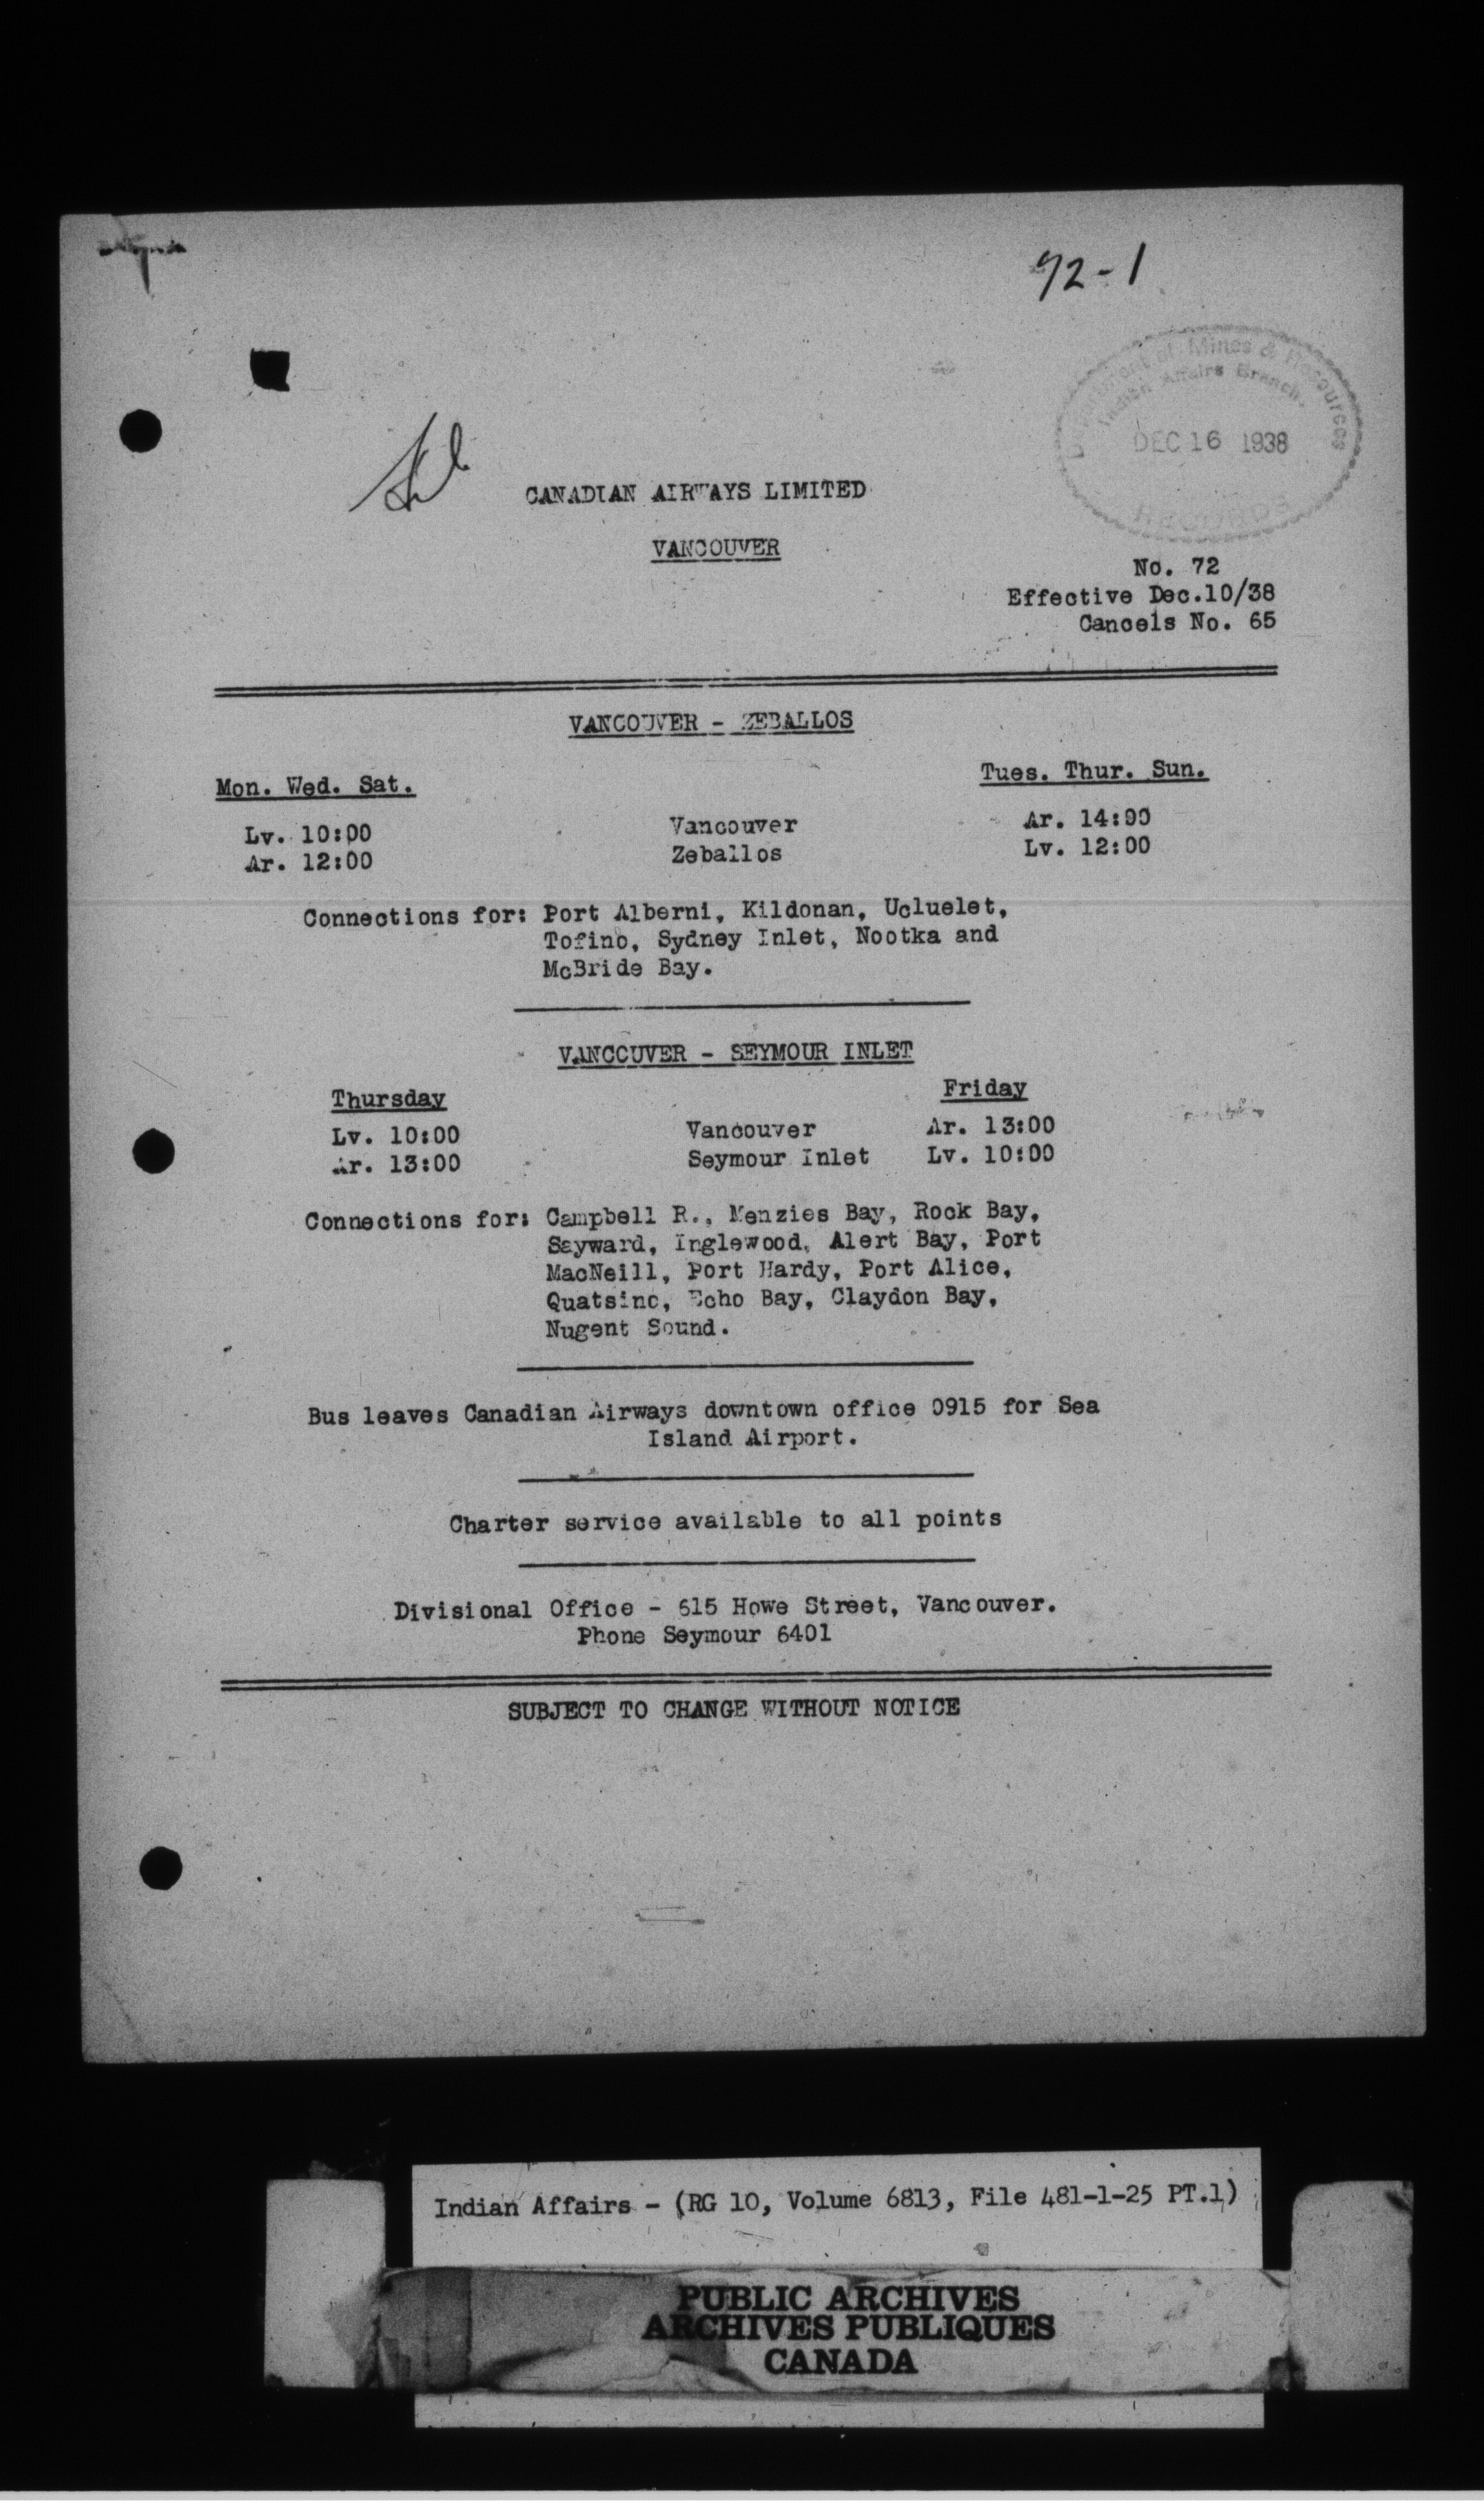 72-1
Department of Mines & Resources
Indian Affairs Branch.
DEC 16 1938
RECORDS
CANADIAN AIRWAYS LIMITED
VANCOUVER
No. 72
Effective Dec.10/38
Cancels No. 65
VANCOUVER - ZEBALLOS
Mon. Wed. Sat. Tues. Thur. Sun.
Lv. 10:00 Vancouver Ar. 14:00
Ar. 12:00 Zeballos Lv. 12:00
Connections for: Port Alberni, Kildonan, Ucluelet,
Tofino, Sydney Inlet, Nootka and
McBride Bay.
VANCOUVER - SEYMOUR INLET
Thursday Friday
Lv. 10:00 Vancouver Ar. 13:00
Ar. 13:00 Seymour Inlet Lv. 10:00
Connections for: Campbell R., Menzies Bay, Rock Bay,
Sayward, Inglewood, Alert Bay, Port
MacNeill, Port Hardy, Port Alice,
Quatsino, Echo Bay, Claydon Bay,
Nugent Sound.
Bus leaves Canadian Airways downtown office 0915 for Sea
Island Airport.
Charter service available to all points
Divisional Office - 615 Howe Street, Vancouver.
Phone Seymour 6401
SUBJECT TO CHANGE WITHOUT NOTICE
Indian Affairs - (RG 10, Volume 6813, File 481-1-25 PT.1)
PUBLIC ARCHIVES
ARCHIVES PUBLIQUES
CANADA